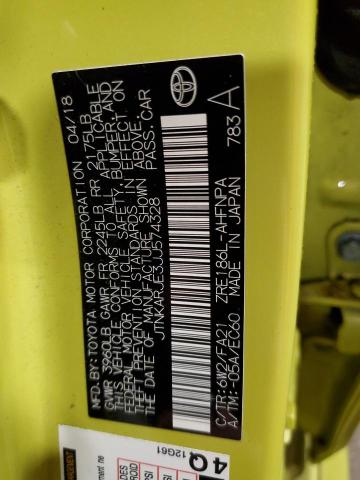 MFD. BY: TOYOTA MOTOR CORPORATION 04/18
GVWR 3960LB GAWR FR 2245LB RR 2175LB
THIS VEHICLE CONFORMS TO ALL APPLICABLE
FEDERAL MOTOR VEHICLE SAFETY, BUMPER, AND
THEFT PREVENTION STANDARDS IN EFFECT ON
THE DATE OF MANUFACTURE SHOWN ABOVE.
JTNKARJE3JJ574328 PASS. CAR
C/TR: 6W2/FA21 ZRE186L-AHFNPA
A/TM: -05A/EC60 MADE IN JAPAN 783 A
4Q
12G61